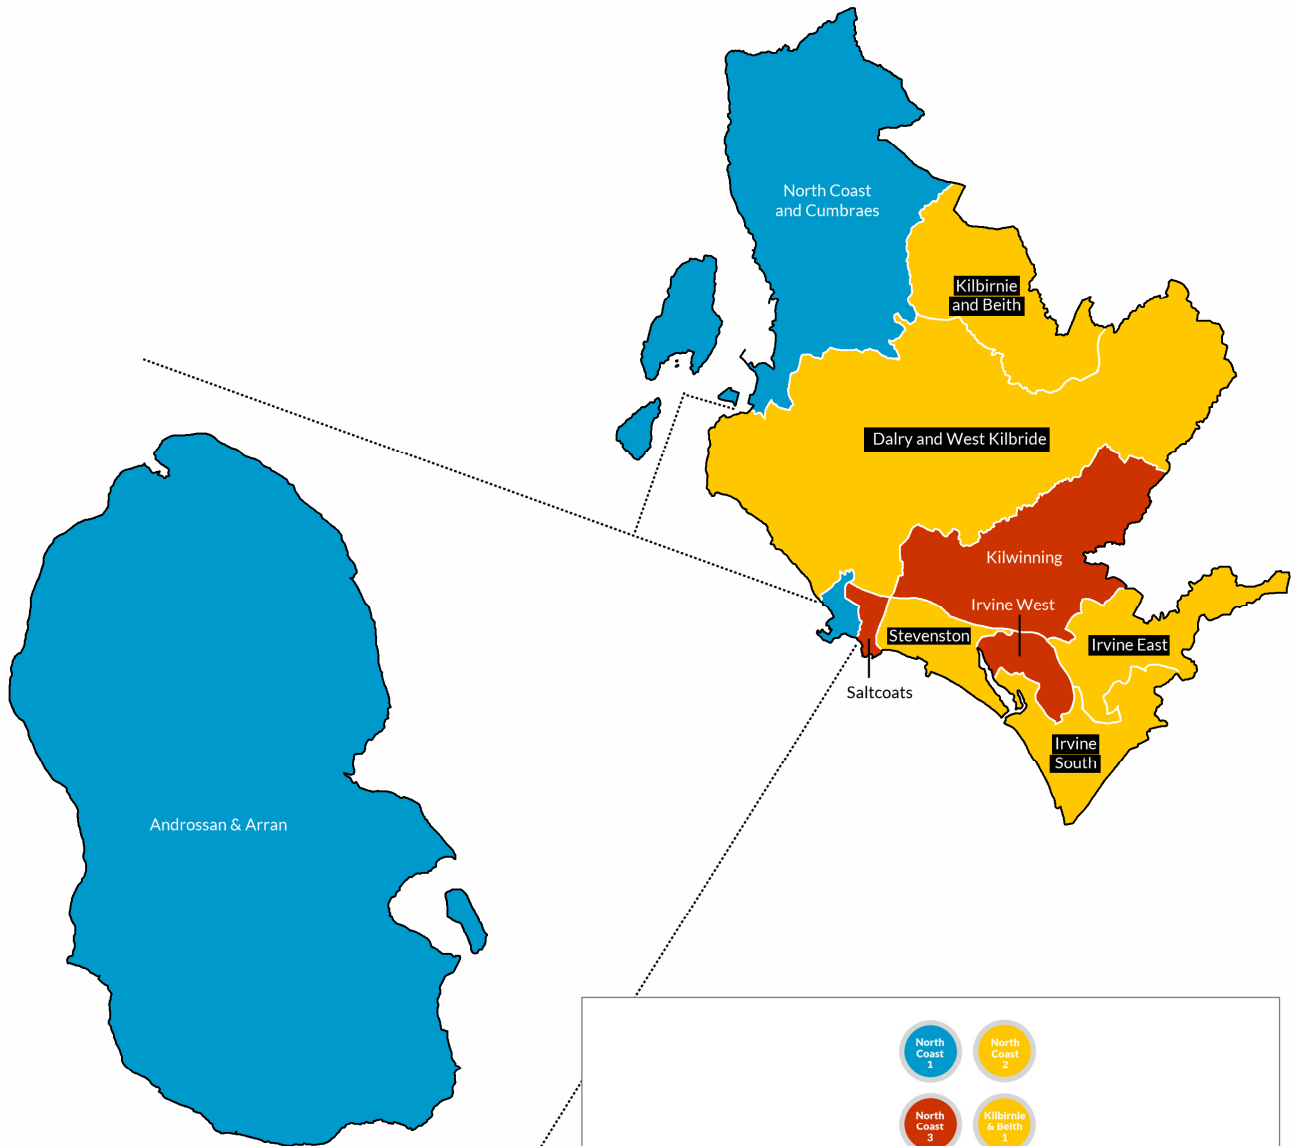 North Coast
and Cumbraes
Kilbirnie
and Beith
Dalry and West Kilbride
Kilwinning
Irvine West
Stevenston
Irvine East
Saltcoats
Irvine
South
Androssan & Arran
North
Coast
1
North
Coast
2
North
Coast
3
Kilbirnie
& Beith
1